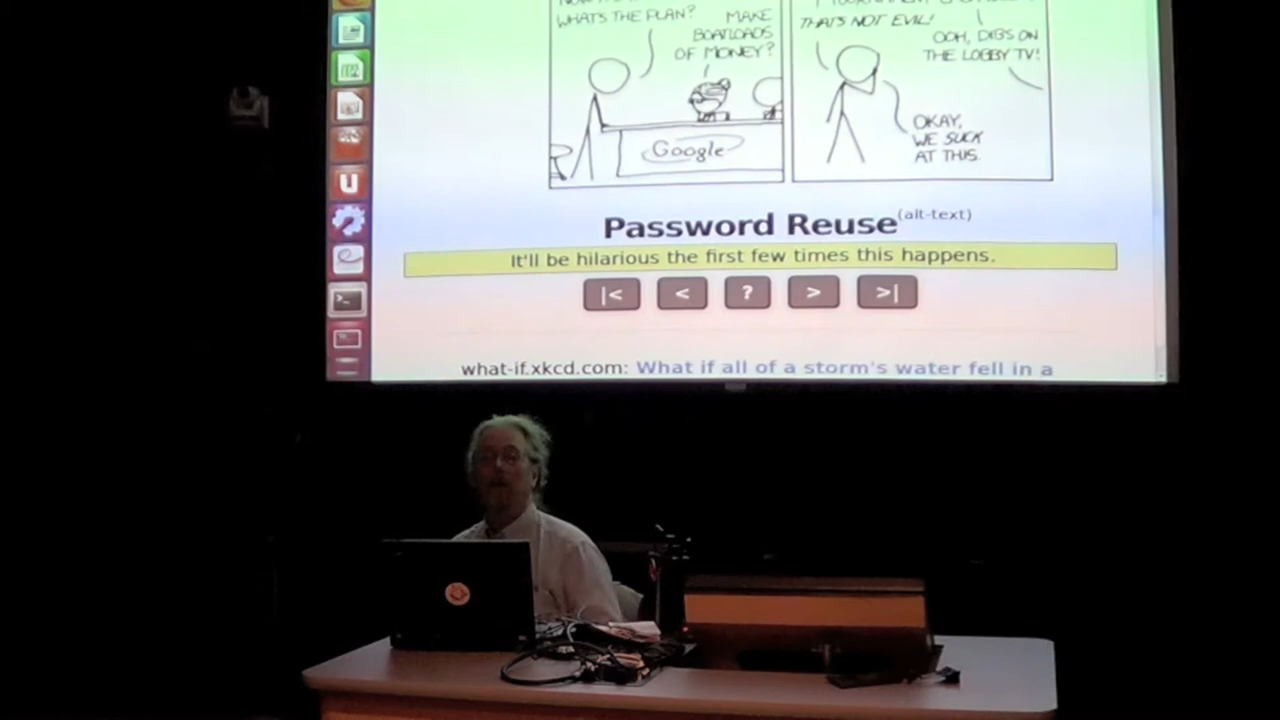 WHAT'S THE PLAN?
MAKE
BOATLOADS
OF MONEY?
Google
THAT'S NOT EVIL!
OOH, DIBS ON
THE LOBBY TV!
OKAY,
WE SUCK
AT THIS.
Password Reuse(alt-text)
It'll be hilarious the first few times this happens.
|< < ? > >|
what-if.xkcd.com: What if all of a storm's water fell in a
u